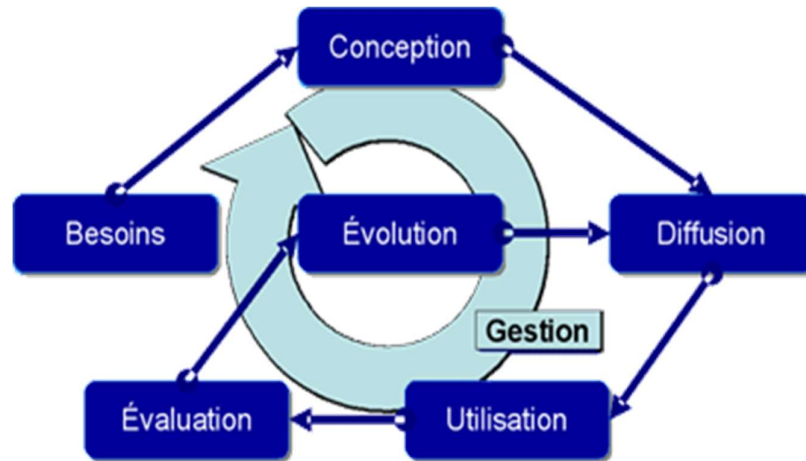 Conception
Besoins
Évolution
Diffusion
Gestion
Évaluation
Utilisation